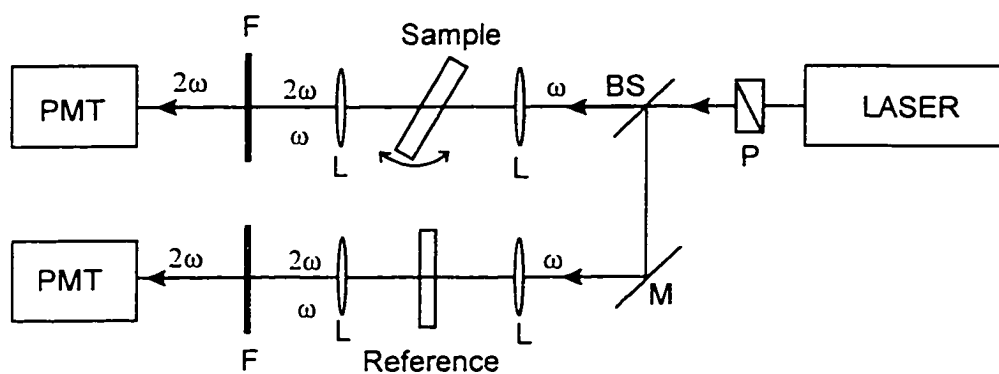 F
Sample
2ω
2ω
ω
BS
PMT
LASER
ω
L
L
P
2ω
2ω
ω
PMT
ω
M
F
L
L
Reference